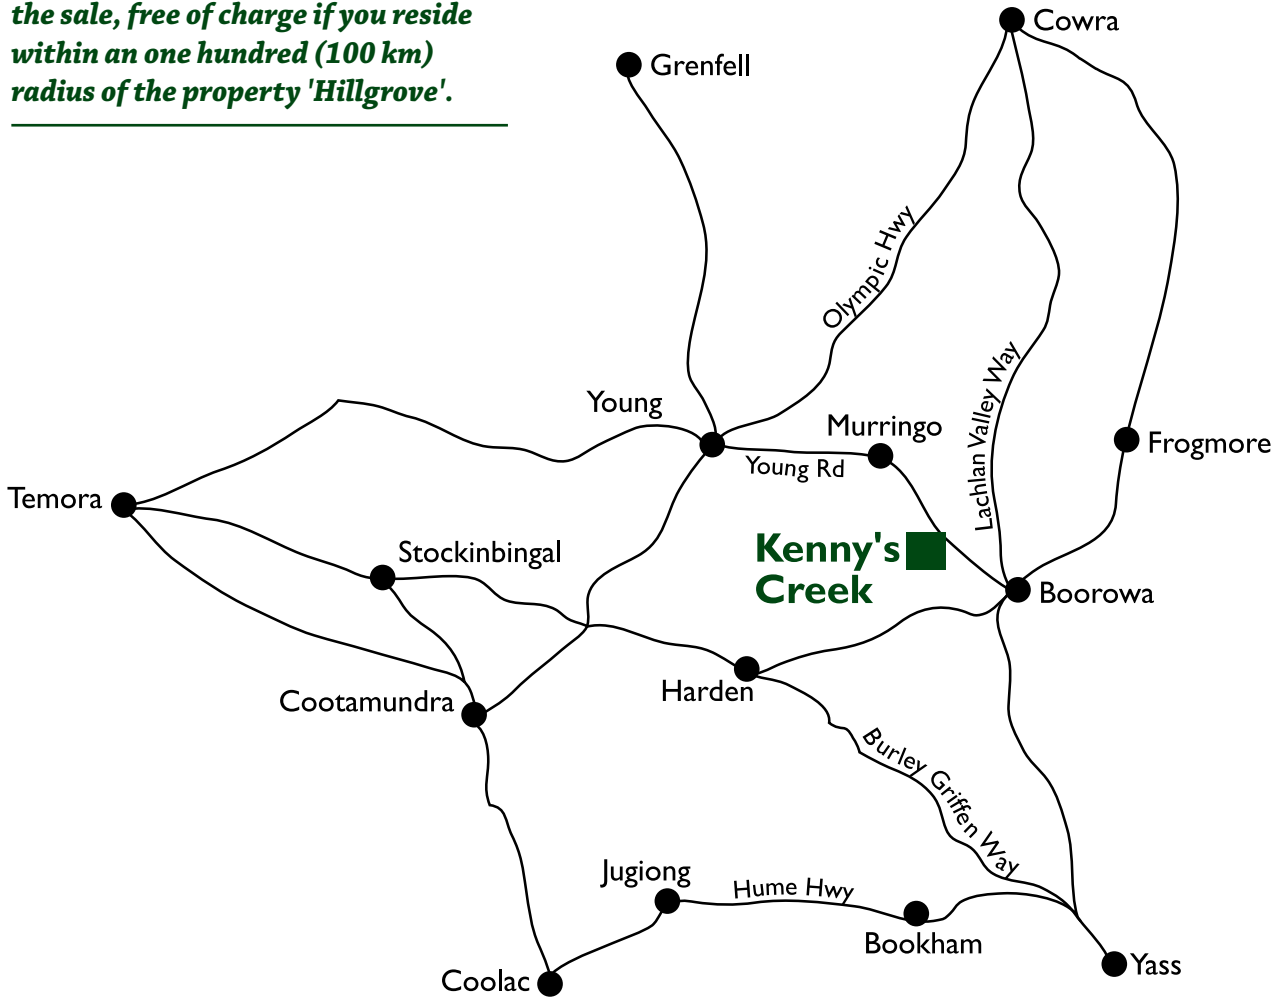 the sale, free of charge if you reside
within an one hundred (100 km)
radius of the property 'Hillgrove'.
Cowra
Grenfell
Olympic Hwy
Lachlan Valley Way
Young
Murringo
Young Rd
Frogmore
Temora
Stockinbingal
Kenny's
Creek
Boorowa
Harden
Cootamundra
Burley Griffen Way
Jugiong
Hume Hwy
Bookham
Yass
Coolac